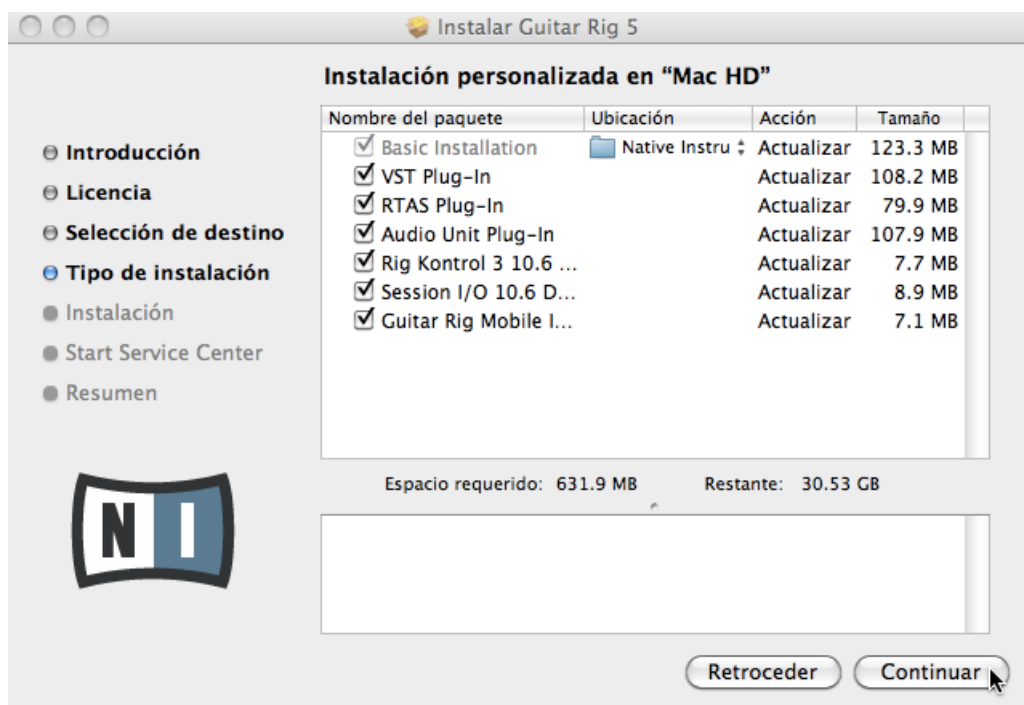 Instalar Guitar Rig 5
Instalación personalizada en “Mac HD”
Introducción
Licencia
Selección de destino
Tipo de instalación
Instalación
Start Service Center
Resumen
NI
Nombre del paquete Ubicación Acción Tamaño
Basic Installation Native Instru Actualizar 123.3 MB
VST Plug-In Actualizar 108.2 MB
RTAS Plug-In Actualizar 79.9 MB
Audio Unit Plug-In Actualizar 107.9 MB
Rig Kontrol 3 10.6 ... Actualizar 7.7 MB
Session I/O 10.6 D... Actualizar 8.9 MB
Guitar Rig Mobile I... Actualizar 7.1 MB
Espacio requerido: 631.9 MB Restante: 30.53 GB
Retroceder Continuar